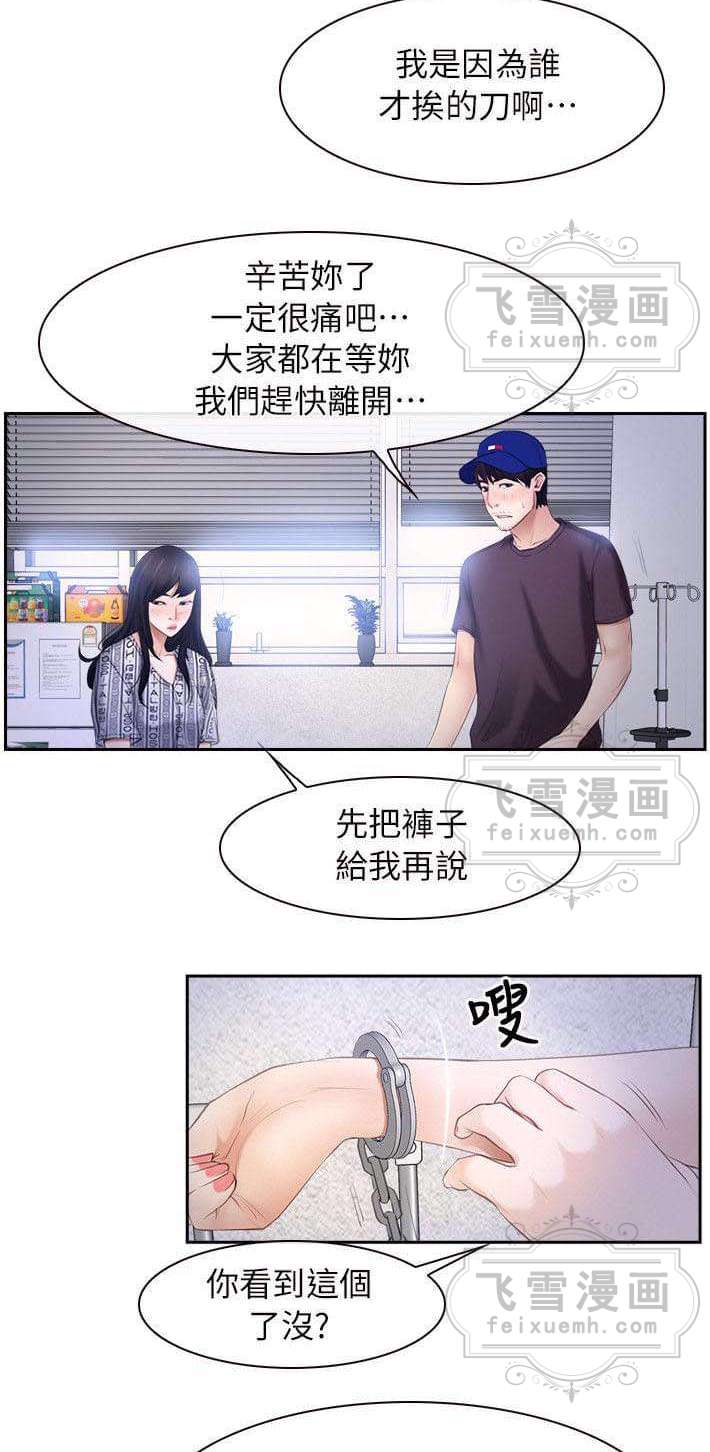 我是因為誰
才挨的刀啊…
辛苦妳了
一定很痛吧…
大家都在等妳
我們趕快離開…
飞雪漫画
feixuemh.com
先把褲子
給我再說
飞雪漫画
feixuemh.com
嗖
你看到這個
了沒?
飞雪漫画
feixuemh.com